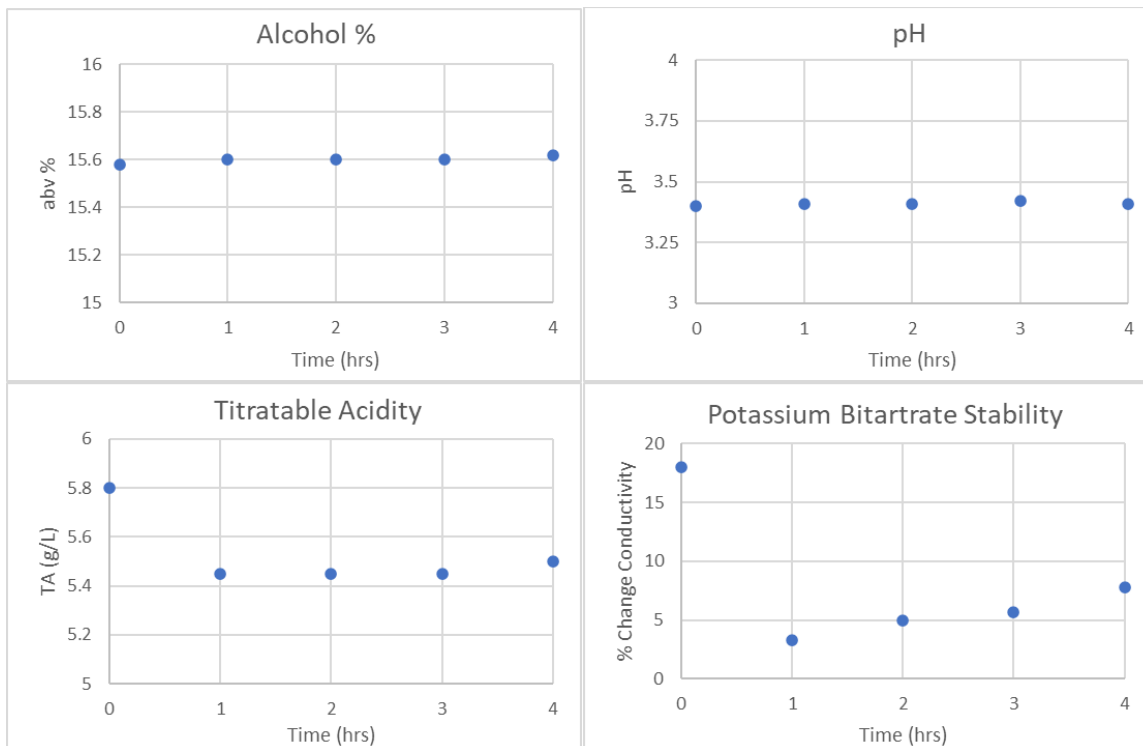 Alcohol %
16
15.8
15.6
15.4
15.2
15
abv %
0 1 2 3 4
Time (hrs)
pH
4
3.75
3.5
3.25
3
pH
0 1 2 3 4
Time (hrs)
Titratable Acidity
6
5.8
5.6
5.4
5.2
5
TA (g/L)
0 1 2 3 4
Time (hrs)
Potassium Bitartrate Stability
20
15
10
5
0
% Change Conductivity
0 1 2 3 4
Time (hrs)